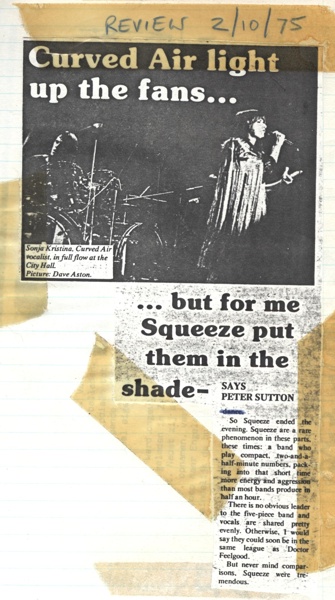 REVIEW 2/10/75
Curved Air light
up the fans...
Sonja Kristina, Curved Air
vocalist, in full flow at the
City Hall.
Picture: Dave Aston.
... but for me
Squeeze put
them in the
shade-
SAYS
PETER SUTTON
dance.
So Squeeze ended the
evening. Squeeze are a rare
phenomenon in these parts,
these times: a band who
play compact, two-and-a-
half-minute numbers, pack-
ing into that short time
more energy and aggression
than most bands produce in
half an hour.
There is no obvious leader
to the five-piece band and
vocals are shared pretty
evenly. Otherwise, I would
say they could soon be in the
same league as Doctor
Feelgood.
But never mind compar-
isons, Squeeze were tre-
mendous.